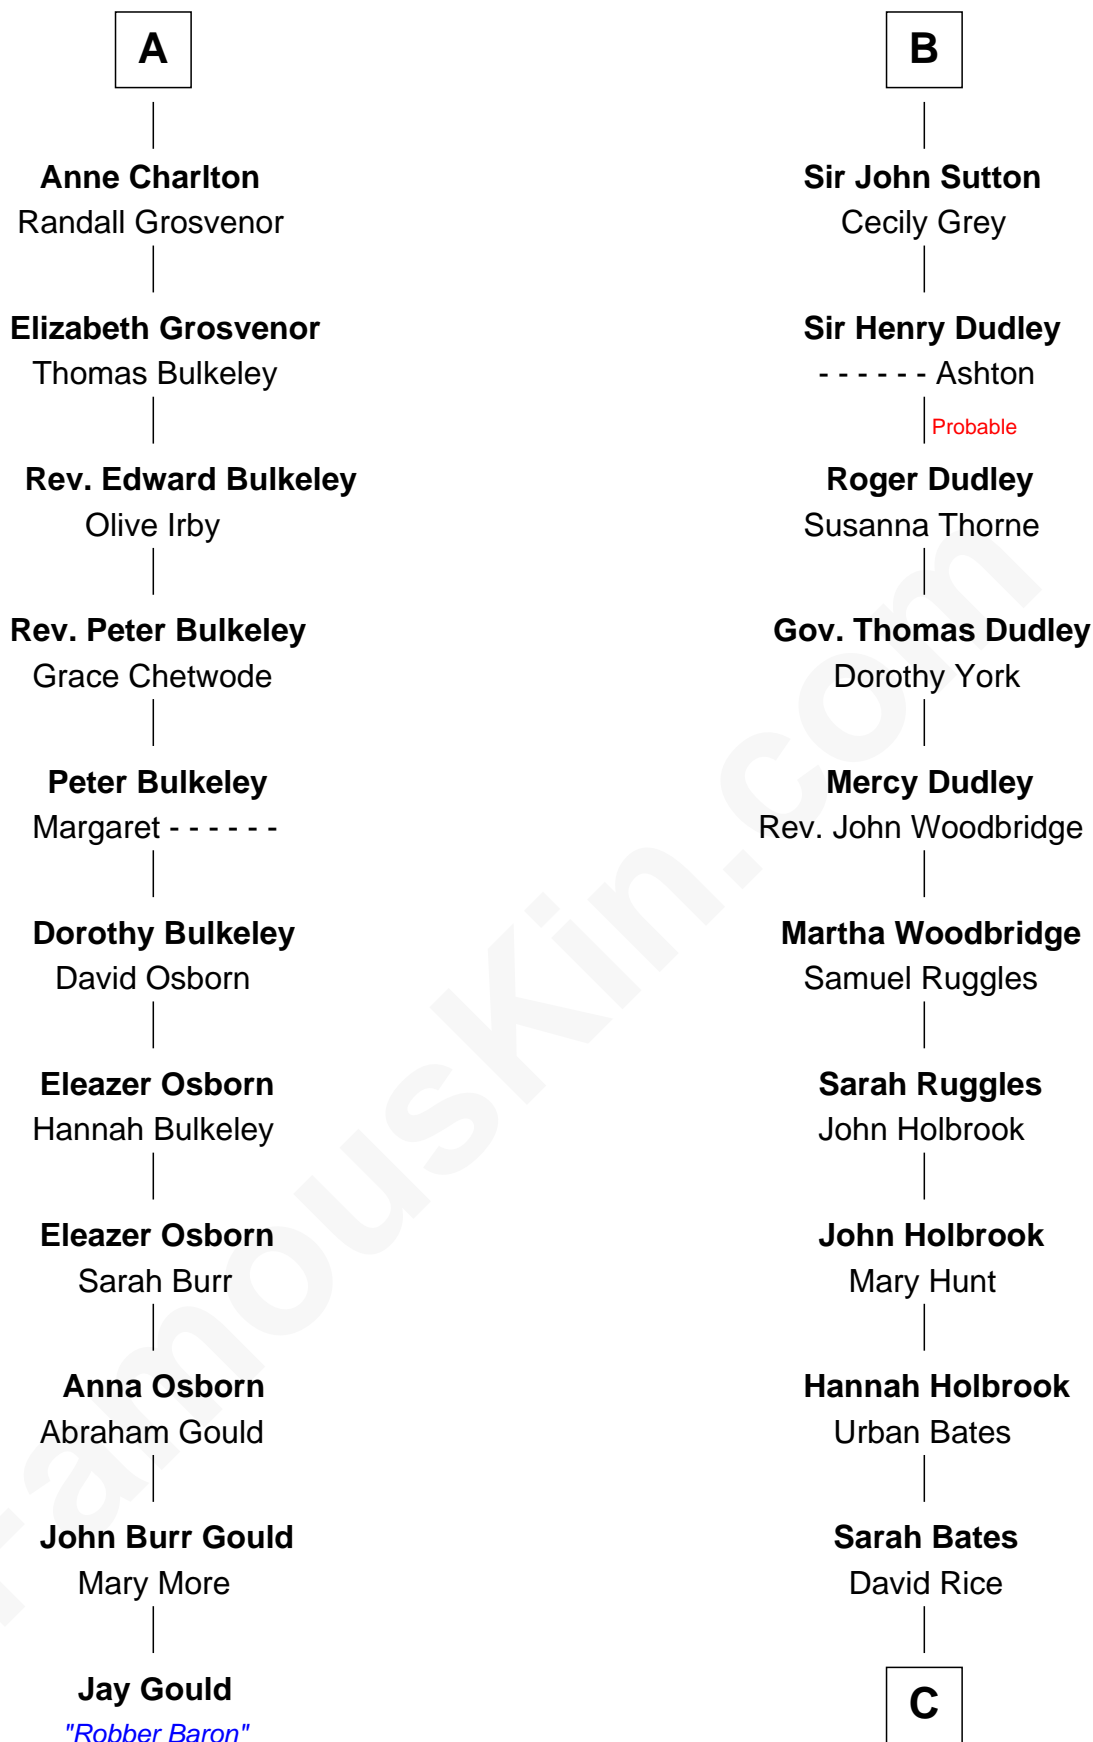 A
Anne Charlton
Randall Grosvenor
Elizabeth Grosvenor
Thomas Bulkeley
Rev. Edward Bulkeley
Olive Irby
Rev. Peter Bulkeley
Grace Chetwode
Peter Bulkeley
Margaret - - - - - -
Dorothy Bulkeley
David Osborn
Eleazer Osborn
Hannah Bulkeley
Eleazer Osborn
Sarah Burr
Anna Osborn
Abraham Gould
John Burr Gould
Mary More
Jay Gould
"Robber Baron"
B
Sir John Sutton
Cecily Grey
Sir Henry Dudley
- - - - - - Ashton
Probable
Roger Dudley
Susanna Thorne
Gov. Thomas Dudley
Dorothy York
Mercy Dudley
Rev. John Woodbridge
Martha Woodbridge
Samuel Ruggles
Sarah Ruggles
John Holbrook
John Holbrook
Mary Hunt
Hannah Holbrook
Urban Bates
Sarah Bates
David Rice
C
FamousKin.com